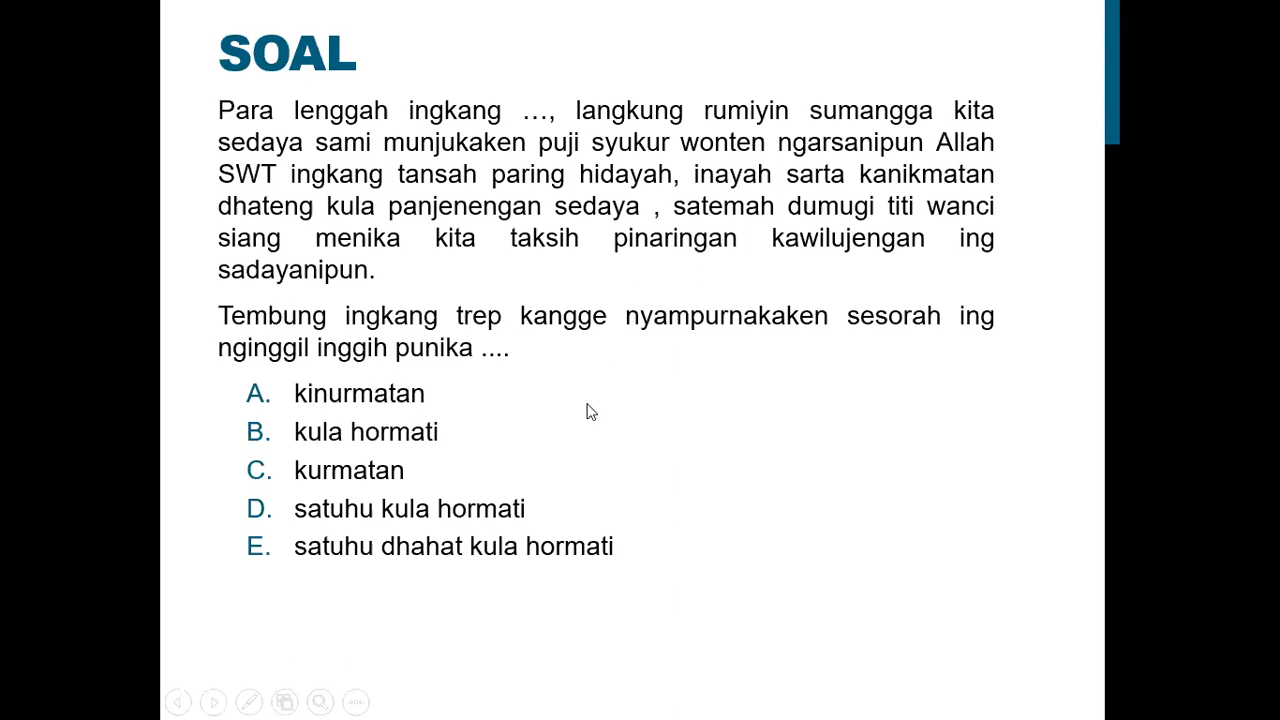 SOAL
Para lenggah ingkang …, langkung rumiyin sumangga kita
sedaya sami munjukaken puji syukur wonten ngarsanipun Allah
SWT ingkang tansah paring hidayah, inayah sarta kanikmatan
dhateng kula panjenengan sedaya , satemah dumugi titi wanci
siang menika kita taksih pinaringan kawilujengan ing
sadayanipun.
Tembung ingkang trep kangge nyampurnakaken sesorah ing
nginggil inggih punika ....
A. kinurmatan
B. kula hormati
C. kurmatan
D. satuhu kula hormati
E. satuhu dhahat kula hormati